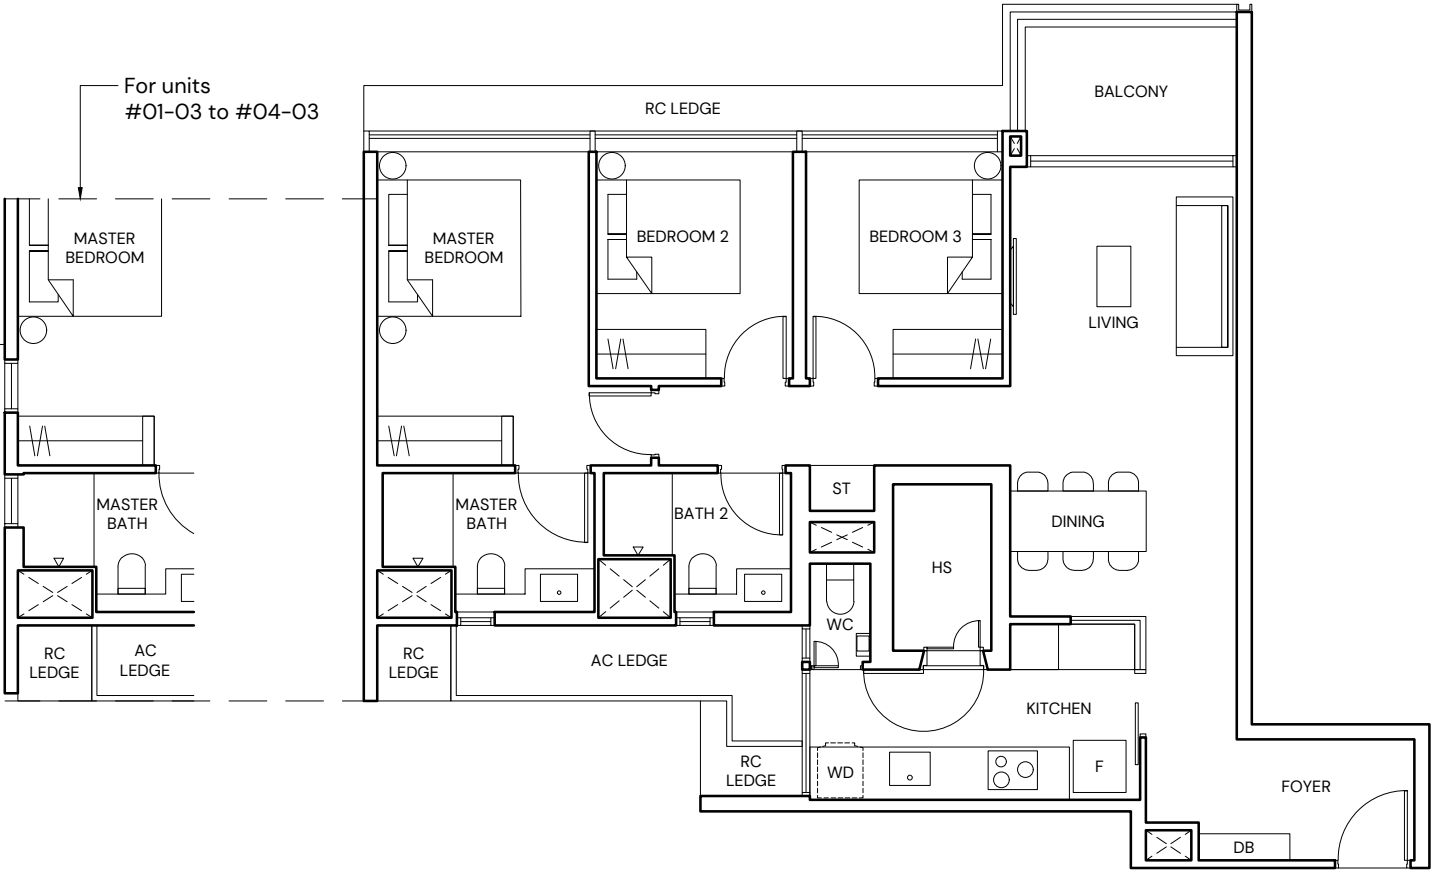 For units
#01-03 to #04-03
RC LEDGE
BALCONY
MASTER
BEDROOM
MASTER
BEDROOM
BEDROOM 2
BEDROOM 3
LIVING
MASTER
BATH
MASTER
BATH
BATH 2
ST
DINING
HS
WC
RC
LEDGE
AC
LEDGE
RC
LEDGE
AC LEDGE
KITCHEN
RC
LEDGE
WD
F
FOYER
DB